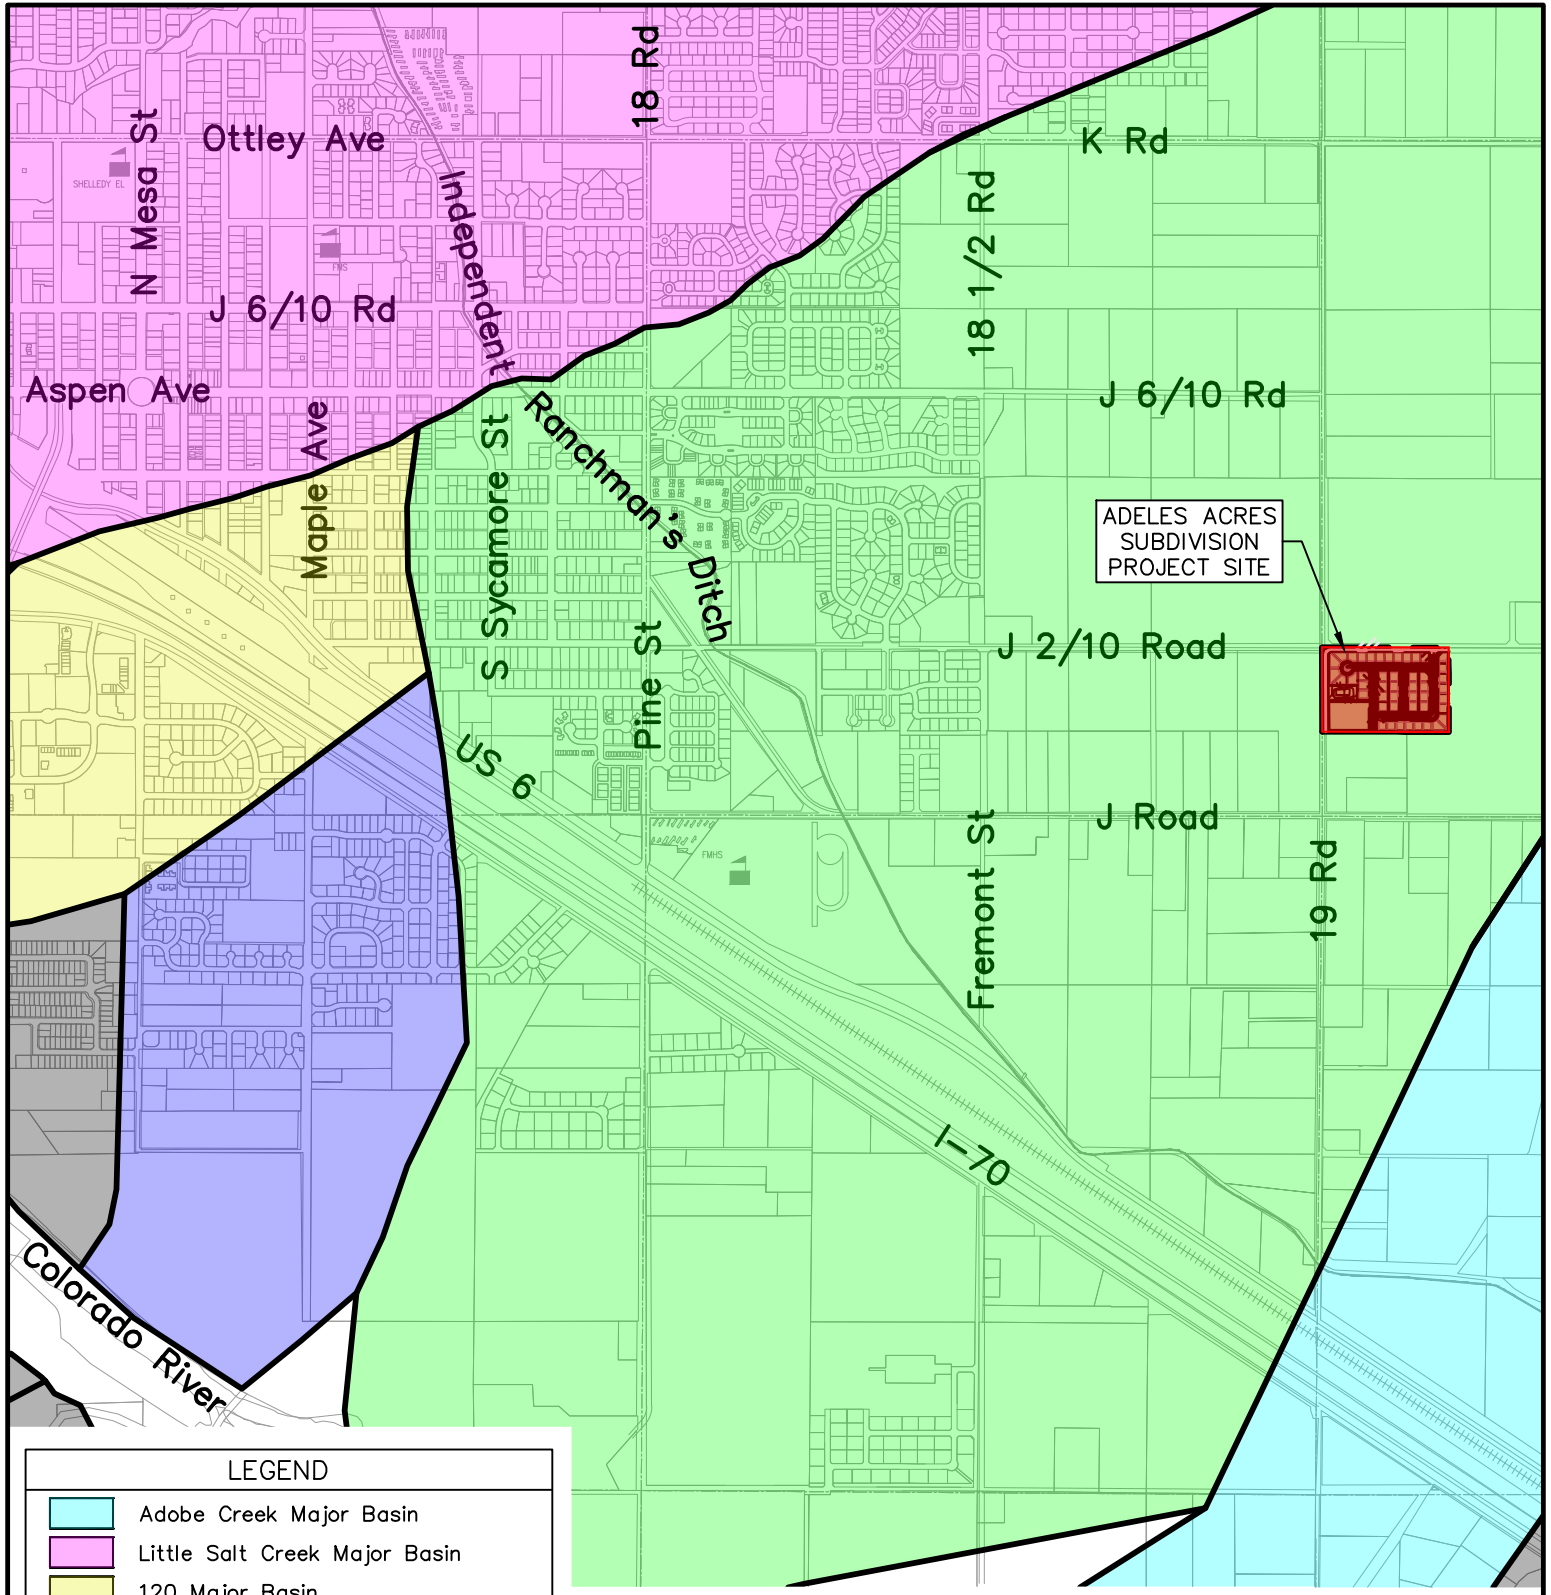 18 Rd
N Mesa St
Ottley Ave
K Rd
SHELLEDY EL
Independent
18 1/2 Rd
FMS
J 6/10 Rd
Aspen Ave
J 6/10 Rd
Maple Ave
S Sycamore St
Ranchman's Ditch
ADELES ACRES
SUBDIVISION
PROJECT SITE
Pine St
J 2/10 Road
US 6
J Road
FMHS
Fremont St
19 Rd
I-70
Colorado River
LEGEND
Adobe Creek Major Basin
Little Salt Creek Major Basin
120 Major Basin